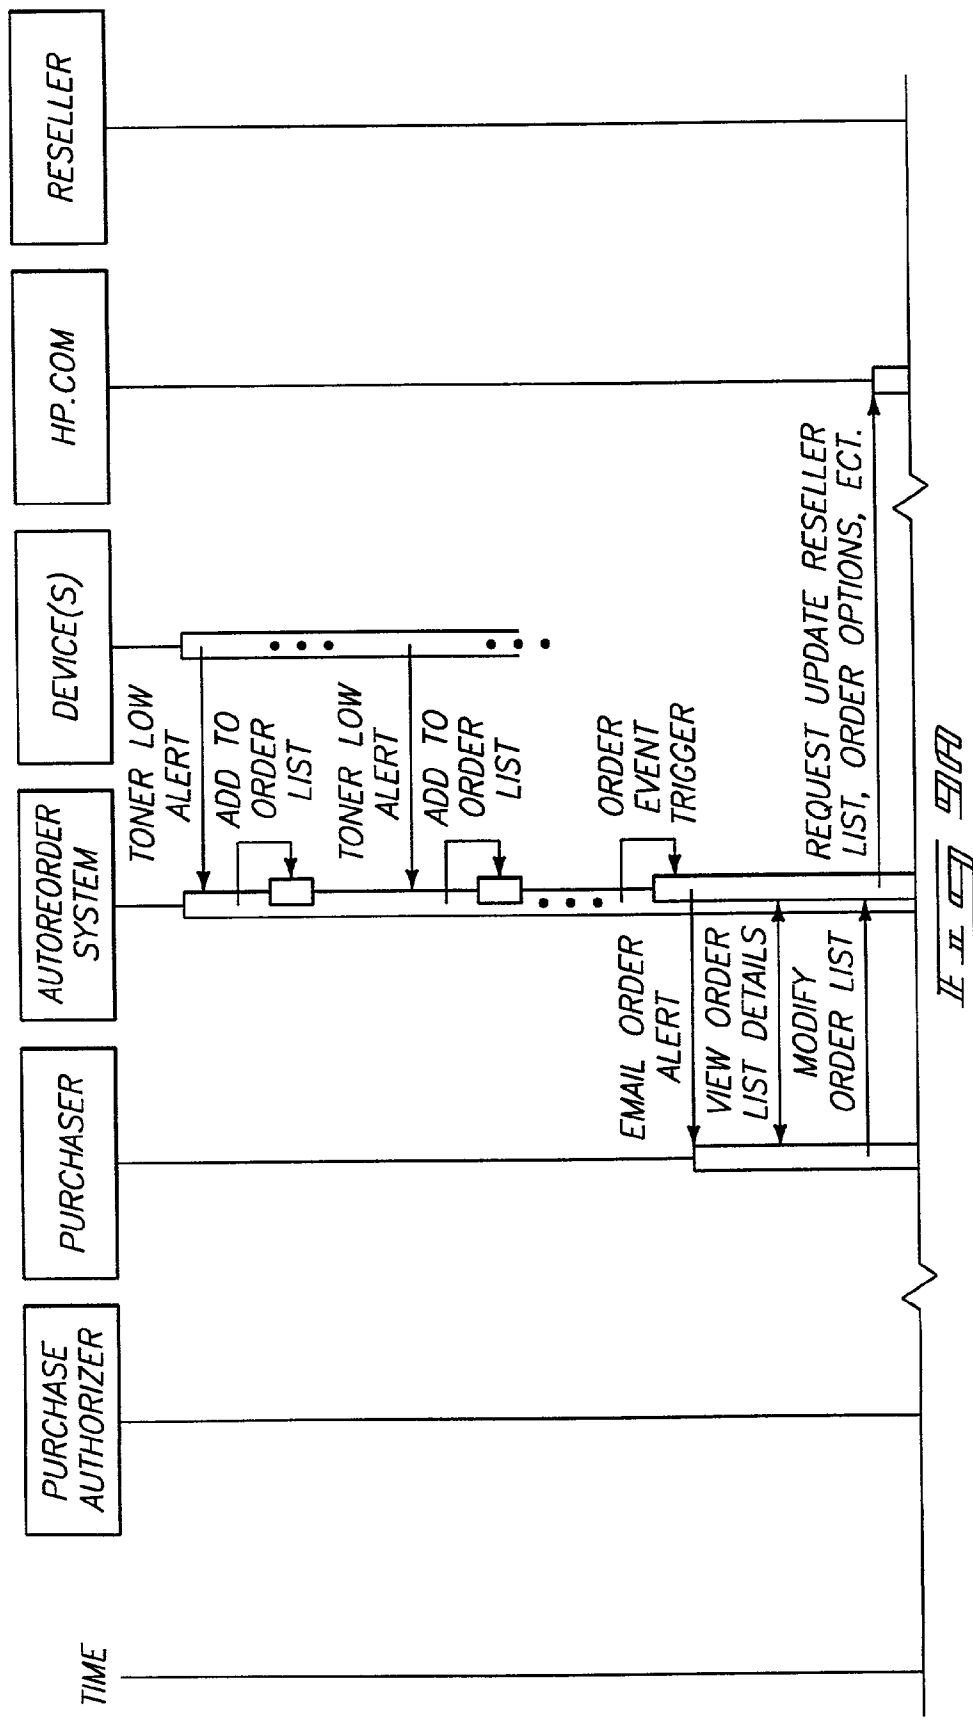 TIME
PURCHASE
AUTHORIZER
PURCHASER
AUTOREORDER
SYSTEM
DEVICE(S)
HP.COM
RESELLER
TONER LOW
ALERT
ADD TO
ORDER
LIST
TONER LOW
ALERT
ADD TO
ORDER
LIST
ORDER
EVENT
TRIGGER
EMAIL ORDER
ALERT
VIEW ORDER
LIST DETAILS
MODIFY
ORDER LIST
REQUEST UPDATE RESELLER
LIST, ORDER OPTIONS, ECT.
FIG 9A